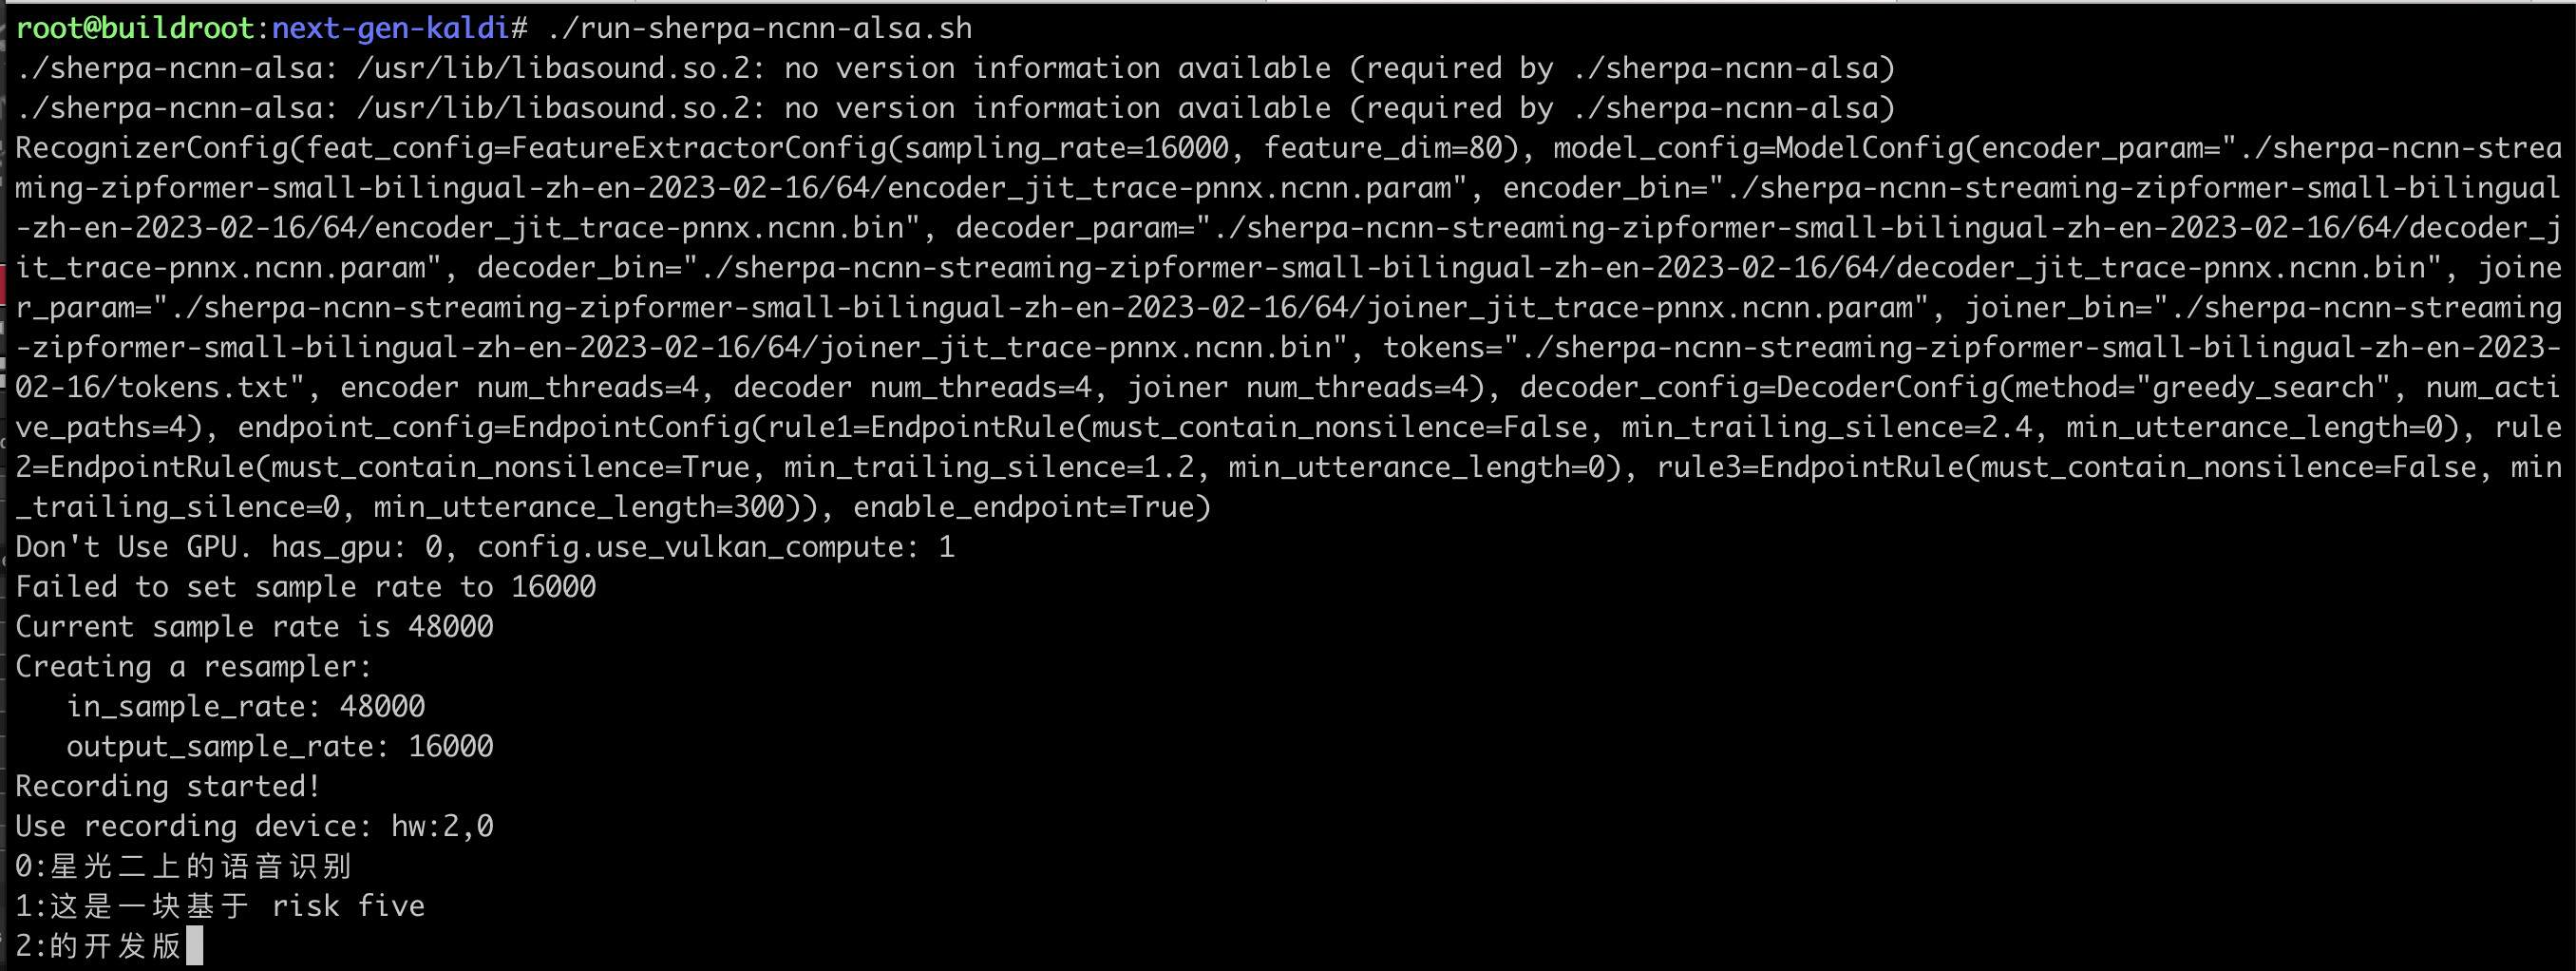 root@buildroot:next-gen-kaldi# ./run-sherpa-ncnn-alsa.sh
./sherpa-ncnn-alsa: /usr/lib/libasound.so.2: no version information available (required by ./sherpa-ncnn-alsa)
./sherpa-ncnn-alsa: /usr/lib/libasound.so.2: no version information available (required by ./sherpa-ncnn-alsa)
RecognizerConfig(feat_config=FeatureExtractorConfig(sampling_rate=16000, feature_dim=80), model_config=ModelConfig(encoder_param="./sherpa-ncnn-strea
ming-zipformer-small-bilingual-zh-en-2023-02-16/64/encoder_jit_trace-pnnx.ncnn.param", encoder_bin="./sherpa-ncnn-streaming-zipformer-small-bilingual
-zh-en-2023-02-16/64/encoder_jit_trace-pnnx.ncnn.bin", decoder_param="./sherpa-ncnn-streaming-zipformer-small-bilingual-zh-en-2023-02-16/64/decoder_j
it_trace-pnnx.ncnn.param", decoder_bin="./sherpa-ncnn-streaming-zipformer-small-bilingual-zh-en-2023-02-16/64/decoder_jit_trace-pnnx.ncnn.bin", joine
r_param="./sherpa-ncnn-streaming-zipformer-small-bilingual-zh-en-2023-02-16/64/joiner_jit_trace-pnnx.ncnn.param", joiner_bin="./sherpa-ncnn-streaming
-zipformer-small-bilingual-zh-en-2023-02-16/64/joiner_jit_trace-pnnx.ncnn.bin", tokens="./sherpa-ncnn-streaming-zipformer-small-bilingual-zh-en-2023-
02-16/tokens.txt", encoder num_threads=4, decoder num_threads=4, joiner num_threads=4), decoder_config=DecoderConfig(method="greedy_search", num_acti
ve_paths=4), endpoint_config=EndpointConfig(rule1=EndpointRule(must_contain_nonsilence=False, min_trailing_silence=2.4, min_utterance_length=0), rule
2=EndpointRule(must_contain_nonsilence=True, min_trailing_silence=1.2, min_utterance_length=0), rule3=EndpointRule(must_contain_nonsilence=False, min
_trailing_silence=0, min_utterance_length=300)), enable_endpoint=True)
Don't Use GPU. has_gpu: 0, config.use_vulkan_compute: 1
Failed to set sample rate to 16000
Current sample rate is 48000
Creating a resampler:
   in_sample_rate: 48000
   output_sample_rate: 16000
Recording started!
Use recording device: hw:2,0
0:星光二上的语音识别
1:这是一块基于 risk five
2:的开发版